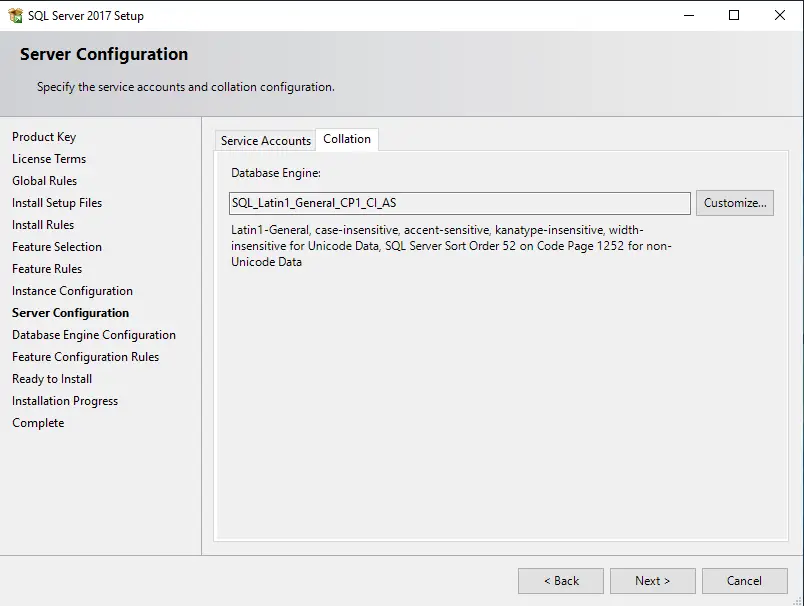 SQL Server 2017 Setup
Server Configuration
Specify the service accounts and collation configuration.
Product Key
License Terms
Global Rules
Install Setup Files
Install Rules
Feature Selection
Feature Rules
Instance Configuration
Server Configuration
Database Engine Configuration
Feature Configuration Rules
Ready to Install
Installation Progress
Complete
Service Accounts
Collation
Database Engine:
SQL_Latin1_General_CP1_CI_AS
Customize...
Latin1-General, case-insensitive, accent-sensitive, kanatype-insensitive, width-
insensitive for Unicode Data, SQL Server Sort Order 52 on Code Page 1252 for non-
Unicode Data
< Back
Next >
Cancel